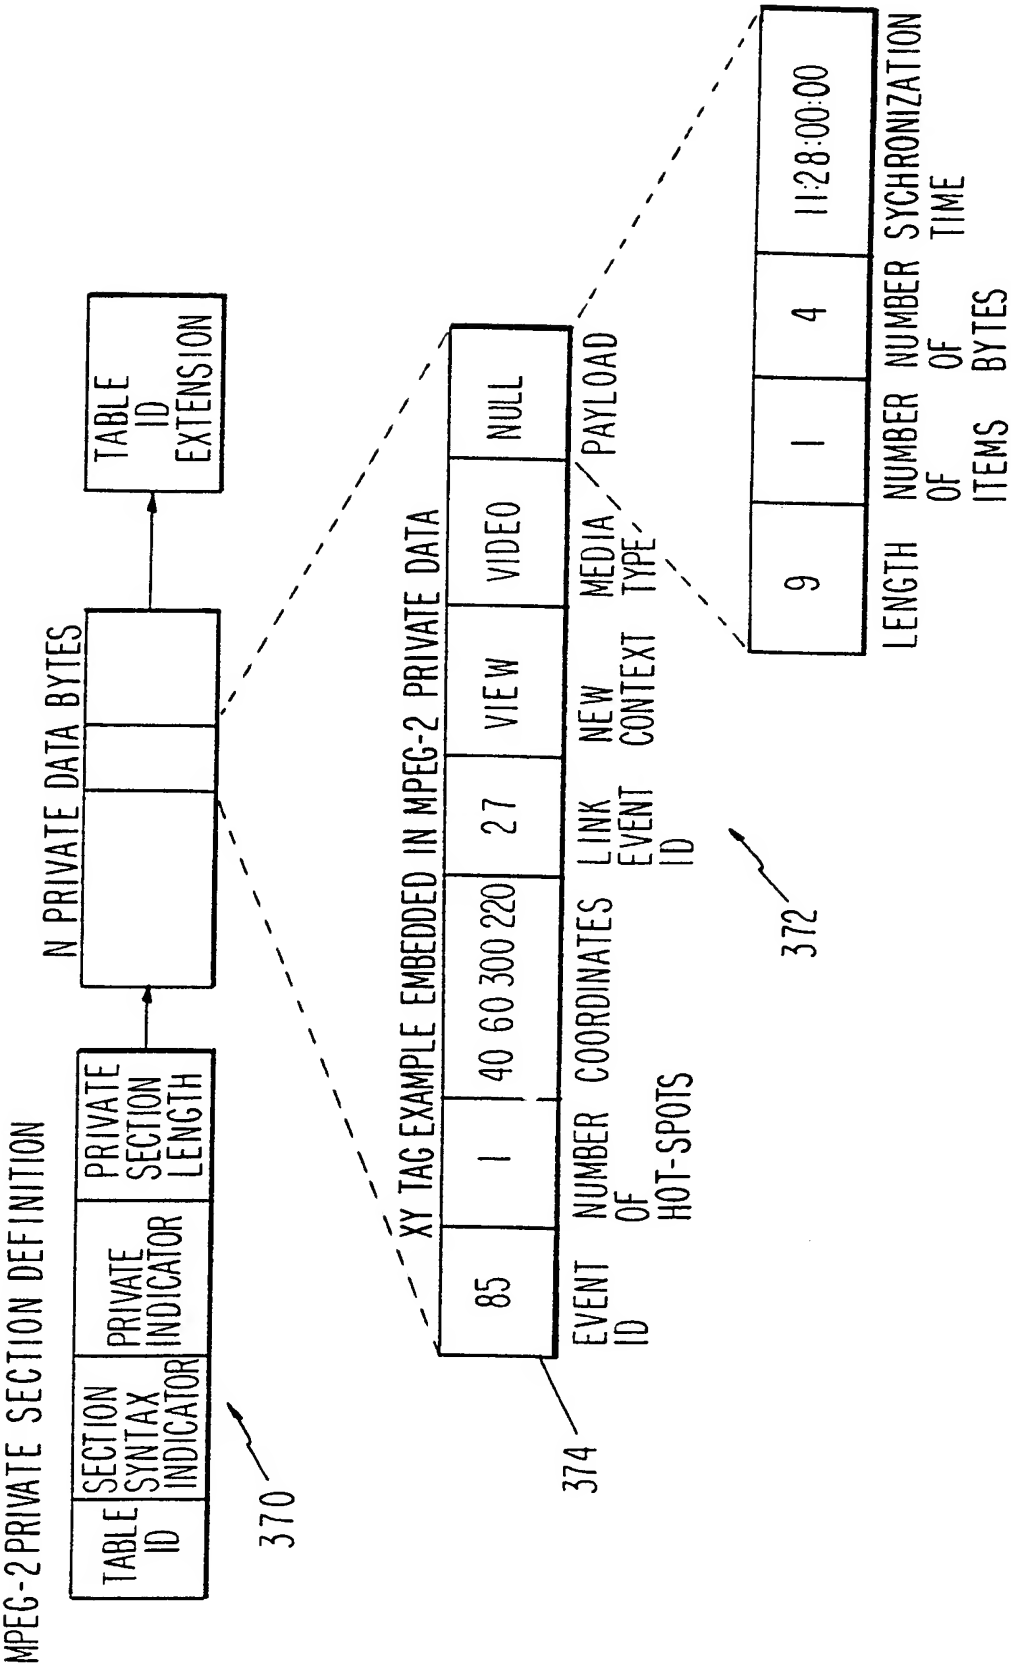 MPEG-2 PRIVATE SECTION DEFINITION
N PRIVATE DATA BYTES
TABLE
ID
SECTION
SYNTAX
INDICATOR
PRIVATE
INDICATOR
PRIVATE
SECTION
LENGTH
TABLE
ID
EXTENSION
370
XY TAG EXAMPLE EMBEDDED IN MPEG-2 PRIVATE DATA
85
1
40 60 300 220
27
VIEW
VIDEO
NULL
EVENT
ID
NUMBER
OF
HOT-SPOTS
COORDINATES
LINK
EVENT
ID
NEW
CONTEXT
MEDIA
TYPE
PAYLOAD
374
372
9
1
4
11:28:00:00
LENGTH
NUMBER
OF
ITEMS
NUMBER
OF
BYTES
SYCHRONIZATION
TIME